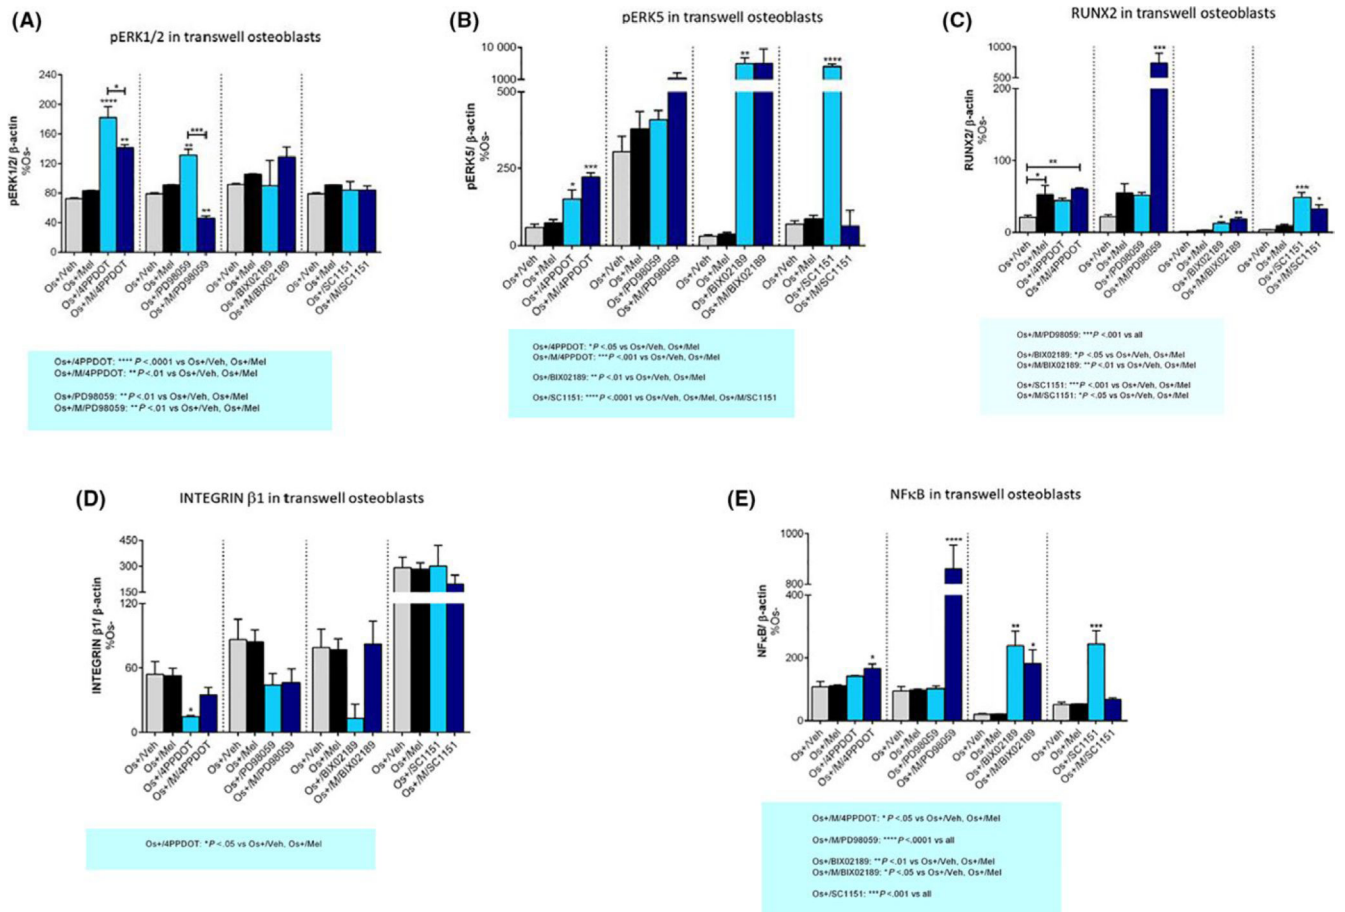 (A)
pERK1/2 in transwell osteoblasts
pERK1/2/ β-actin
%Os-
240
200
160
120
80
40
0
****
*
**
**
***
**
Os+/Veh
Os+/Mel
Os+/4PPDOT
Os+/M/4PPDOT
Os+/Veh
Os+/Mel
Os+/PD98059
Os+/M/PD98059
Os+/Veh
Os+/Mel
Os+/BIX02189
Os+/M/BIX02189
Os+/Veh
Os+/Mel
Os+/SC1151
Os+/M/SC1151
Os+/4PPDOT: **** P <.0001 vs Os+/Veh, Os+/Mel
Os+/M/4PPDOT: ** P <.01 vs Os+/Veh, Os+/Mel
Os+/PD98059: ** P <.01 vs Os+/Veh, Os+/Mel
Os+/M/PD98059: ** P <.01 vs Os+/Veh, Os+/Mel
(B)
pERK5 in transwell osteoblasts
pERK5/ β-actin
%Os-
10 000
1000
500
250
0
*
***
**
****
Os+/Veh
Os+/Mel
Os+/4PPDOT
Os+/M/4PPDOT
Os+/Veh
Os+/Mel
Os+/PD98059
Os+/M/PD98059
Os+/Veh
Os+/Mel
Os+/BIX02189
Os+/M/BIX02189
Os+/Veh
Os+/Mel
Os+/SC1151
Os+/M/SC1151
Os+/4PPDOT: * P <.05 vs Os+/Veh, Os+/Mel
Os+/M/4PPDOT: *** P <.001 vs Os+/Veh, Os+/Mel
Os+/BIX02189: ** P <.01 vs Os+/Veh, Os+/Mel
Os+/SC1151: **** P <.0001 vs Os+/Veh, Os+/Mel, Os+/M/SC1151
(C)
RUNX2 in transwell osteoblasts
RUNX2/ β-actin
%Os-
1000
500
200
200
100
0
*
**
***
*
**
***
*
Os+/Veh
Os+/Mel
Os+/4PPDOT
Os+/M/4PPDOT
Os+/Veh
Os+/Mel
Os+/PD98059
Os+/M/PD98059
Os+/Veh
Os+/Mel
Os+/BIX02189
Os+/M/BIX02189
Os+/Veh
Os+/Mel
Os+/SC1151
Os+/M/SC1151
Os+/M/PD98059: *** P <.001 vs all
Os+/BIX02189: * P <.05 vs Os+/Veh, Os+/Mel
Os+/M/BIX02189: ** P <.01 vs Os+/Veh, Os+/Mel
Os+/SC1151: *** P <.001 vs Os+/Veh, Os+/Mel
Os+/M/SC1151: * P <.05 vs Os+/Veh, Os+/Mel
(D)
INTEGRIN β1 in transwell osteoblasts
INTEGRIN β1/ β-actin
%Os-
450
300
150
120
60
0
*
Os+/Veh
Os+/Mel
Os+/4PPDOT
Os+/M/4PPDOT
Os+/Veh
Os+/Mel
Os+/PD98059
Os+/M/PD98059
Os+/Veh
Os+/Mel
Os+/BIX02189
Os+/M/BIX02189
Os+/Veh
Os+/Mel
Os+/SC1151
Os+/M/SC1151
Os+/4PPDOT: * P <.05 vs Os+/Veh, Os+/Mel
(E)
NFκB in transwell osteoblasts
NFκB/ β-actin
%Os-
1000
800
400
200
0
*
****
**
*
***
Os+/Veh
Os+/Mel
Os+/4PPDOT
Os+/M/4PPDOT
Os+/Veh
Os+/Mel
Os+/PD98059
Os+/M/PD98059
Os+/Veh
Os+/Mel
Os+/BIX02189
Os+/M/BIX02189
Os+/Veh
Os+/Mel
Os+/SC1151
Os+/M/SC1151
Os+/M/4PPDOT: * P <.05 vs Os+/Veh, Os+/Mel
Os+/M/PD98059: **** P <.0001 vs all
Os+/BIX02189: ** P <.01 vs Os+/Veh, Os+/Mel
Os+/M/BIX02189: * P <.05 vs Os+/Veh, Os+/Mel
Os+/SC1151: *** P <.001 vs all